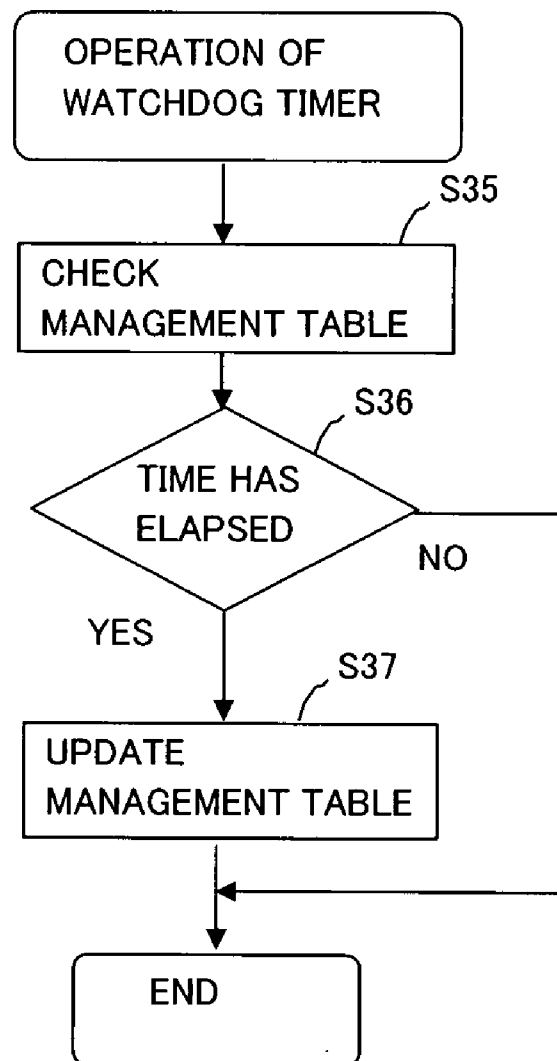 OPERATION OF
WATCHDOG TIMER
S35
CHECK
MANAGEMENT TABLE
S36
TIME HAS
ELAPSED
NO
YES
S37
UPDATE
MANAGEMENT TABLE
END